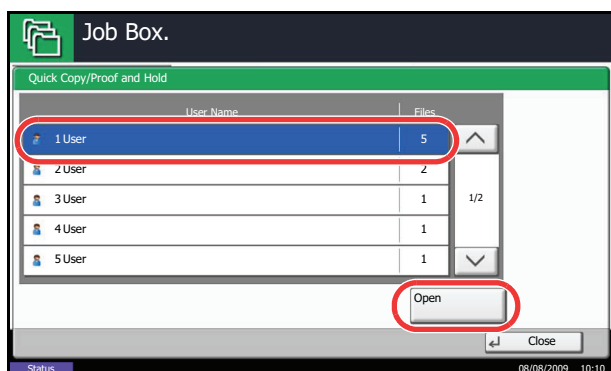 Job Box.
Quick Copy/Proof and Hold
User Name Files
1 User 5
2 User 2
3 User 1
1/2
4 User 1
5 User 1
Open
Close
Status 08/08/2009 10:10